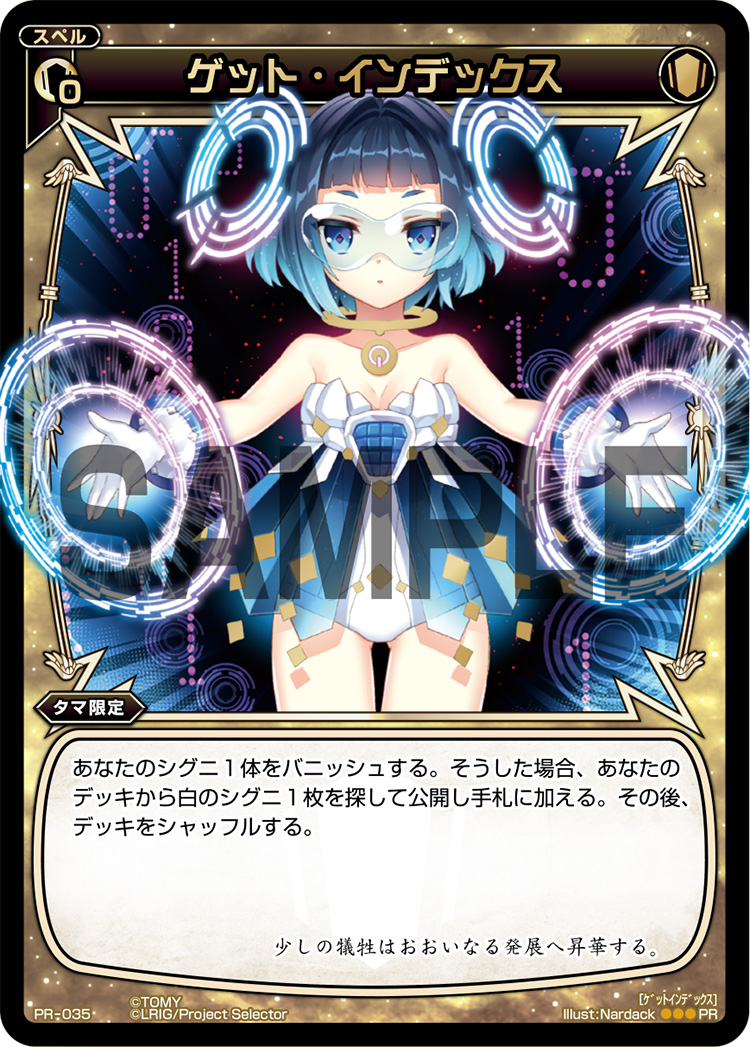 スペル
0
ゲット・インデックス
SAMPLE
タマ限定
あなたのシグニ１体をバニッシュする。そうした場合、あなたの
デッキから白のシグニ１枚を探して公開し手札に加える。その後、
デッキをシャッフルする。
少しの犠牲はおおいなる発展へ昇華する。
PR-035
©TOMY
©LRIG/Project Selector
[ｹﾞｯﾄｲﾝﾃﾞｯｸｽ]
Illust:Nardack
PR